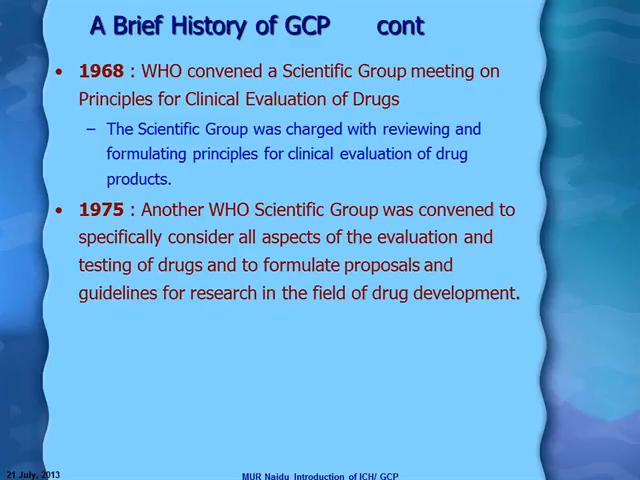 A Brief History of GCP cont
• 1968 : WHO convened a Scientific Group meeting on
Principles for Clinical Evaluation of Drugs
– The Scientific Group was charged with reviewing and
formulating principles for clinical evaluation of drug
products.
• 1975 : Another WHO Scientific Group was convened to
specifically consider all aspects of the evaluation and
testing of drugs and to formulate proposals and
guidelines for research in the field of drug development.
21 July, 2013
MUR Naidu Introduction of ICH/ GCP